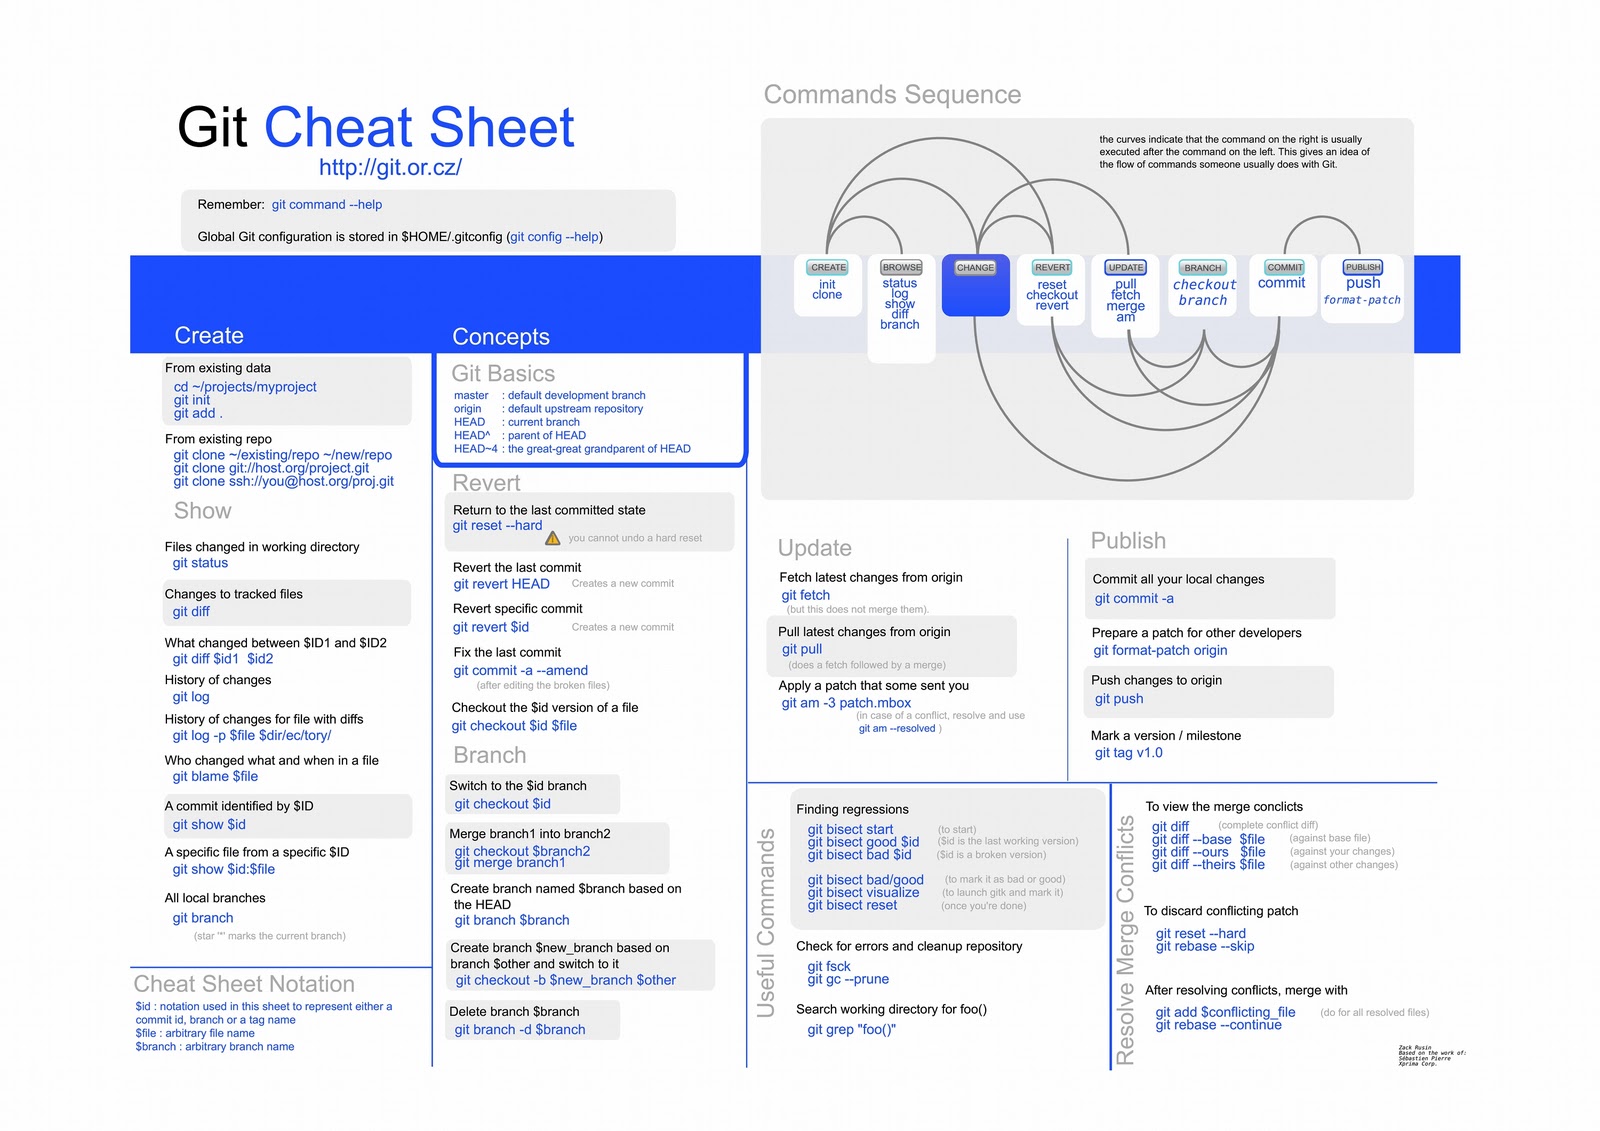 Git Cheat Sheet
http://git.or.cz/
Remember: git command --help
Global Git configuration is stored in $HOME/.gitconfig (git config --help)
Commands Sequence
the curves indicate that the command on the right is usually
executed after the command on the left. This gives an idea of
the flow of commands someone usually does with Git.
CREATE
init
clone
BROWSE
status
log
show
diff
branch
CHANGE
REVERT
reset
checkout
revert
UPDATE
pull
fetch
merge
am
BRANCH
checkout
branch
COMMIT
commit
PUBLISH
push
format-patch
Create
From existing data
cd ~/projects/myproject
git init
git add .
From existing repo
git clone ~/existing/repo ~/new/repo
git clone git://host.org/project.git
git clone ssh://you@host.org/proj.git
Show
Files changed in working directory
git status
Changes to tracked files
git diff
What changed between $ID1 and $ID2
git diff $id1 $id2
History of changes
git log
History of changes for file with diffs
git log -p $file $dir/ec/tory/
Who changed what and when in a file
git blame $file
A commit identified by $ID
git show $id
A specific file from a specific $ID
git show $id:$file
All local branches
git branch
(star '*' marks the current branch)
Cheat Sheet Notation
$id : notation used in this sheet to represent either a
commit id, branch or a tag name
$file : arbitrary file name
$branch : arbitrary branch name
Concepts
Git Basics
master : default development branch
origin : default upstream repository
HEAD : current branch
HEAD^ : parent of HEAD
HEAD~4 : the great-great grandparent of HEAD
Revert
Return to the last committed state
git reset --hard
you cannot undo a hard reset
Revert the last commit
git revert HEAD Creates a new commit
Revert specific commit
git revert $id Creates a new commit
Fix the last commit
git commit -a --amend
(after editing the broken files)
Checkout the $id version of a file
git checkout $id $file
Branch
Switch to the $id branch
git checkout $id
Merge branch1 into branch2
git checkout $branch2
git merge branch1
Create branch named $branch based on
the HEAD
git branch $branch
Create branch $new_branch based on
branch $other and switch to it
git checkout -b $new_branch $other
Delete branch $branch
git branch -d $branch
Update
Fetch latest changes from origin
git fetch
(but this does not merge them).
Pull latest changes from origin
git pull
(does a fetch followed by a merge)
Apply a patch that some sent you
git am -3 patch.mbox
(in case of a conflict, resolve and use
git am --resolved )
Publish
Commit all your local changes
git commit -a
Prepare a patch for other developers
git format-patch origin
Push changes to origin
git push
Mark a version / milestone
git tag v1.0
Useful Commands
Finding regressions
git bisect start (to start)
git bisect good $id ($id is the last working version)
git bisect bad $id ($id is a broken version)
git bisect bad/good (to mark it as bad or good)
git bisect visualize (to launch gitk and mark it)
git bisect reset (once you're done)
Check for errors and cleanup repository
git fsck
git gc --prune
Search working directory for foo()
git grep "foo()"
Resolve Merge Conflicts
To view the merge conclicts
git diff (complete conflict diff)
git diff --base $file (against base file)
git diff --ours $file (against your changes)
git diff --theirs $file (against other changes)
To discard conflicting patch
git reset --hard
git rebase --skip
After resolving conflicts, merge with
git add $conflicting_file (do for all resolved files)
git rebase --continue
Zack Rusin
Based on the work of:
Sébastien Pierre
Xprima Corp.